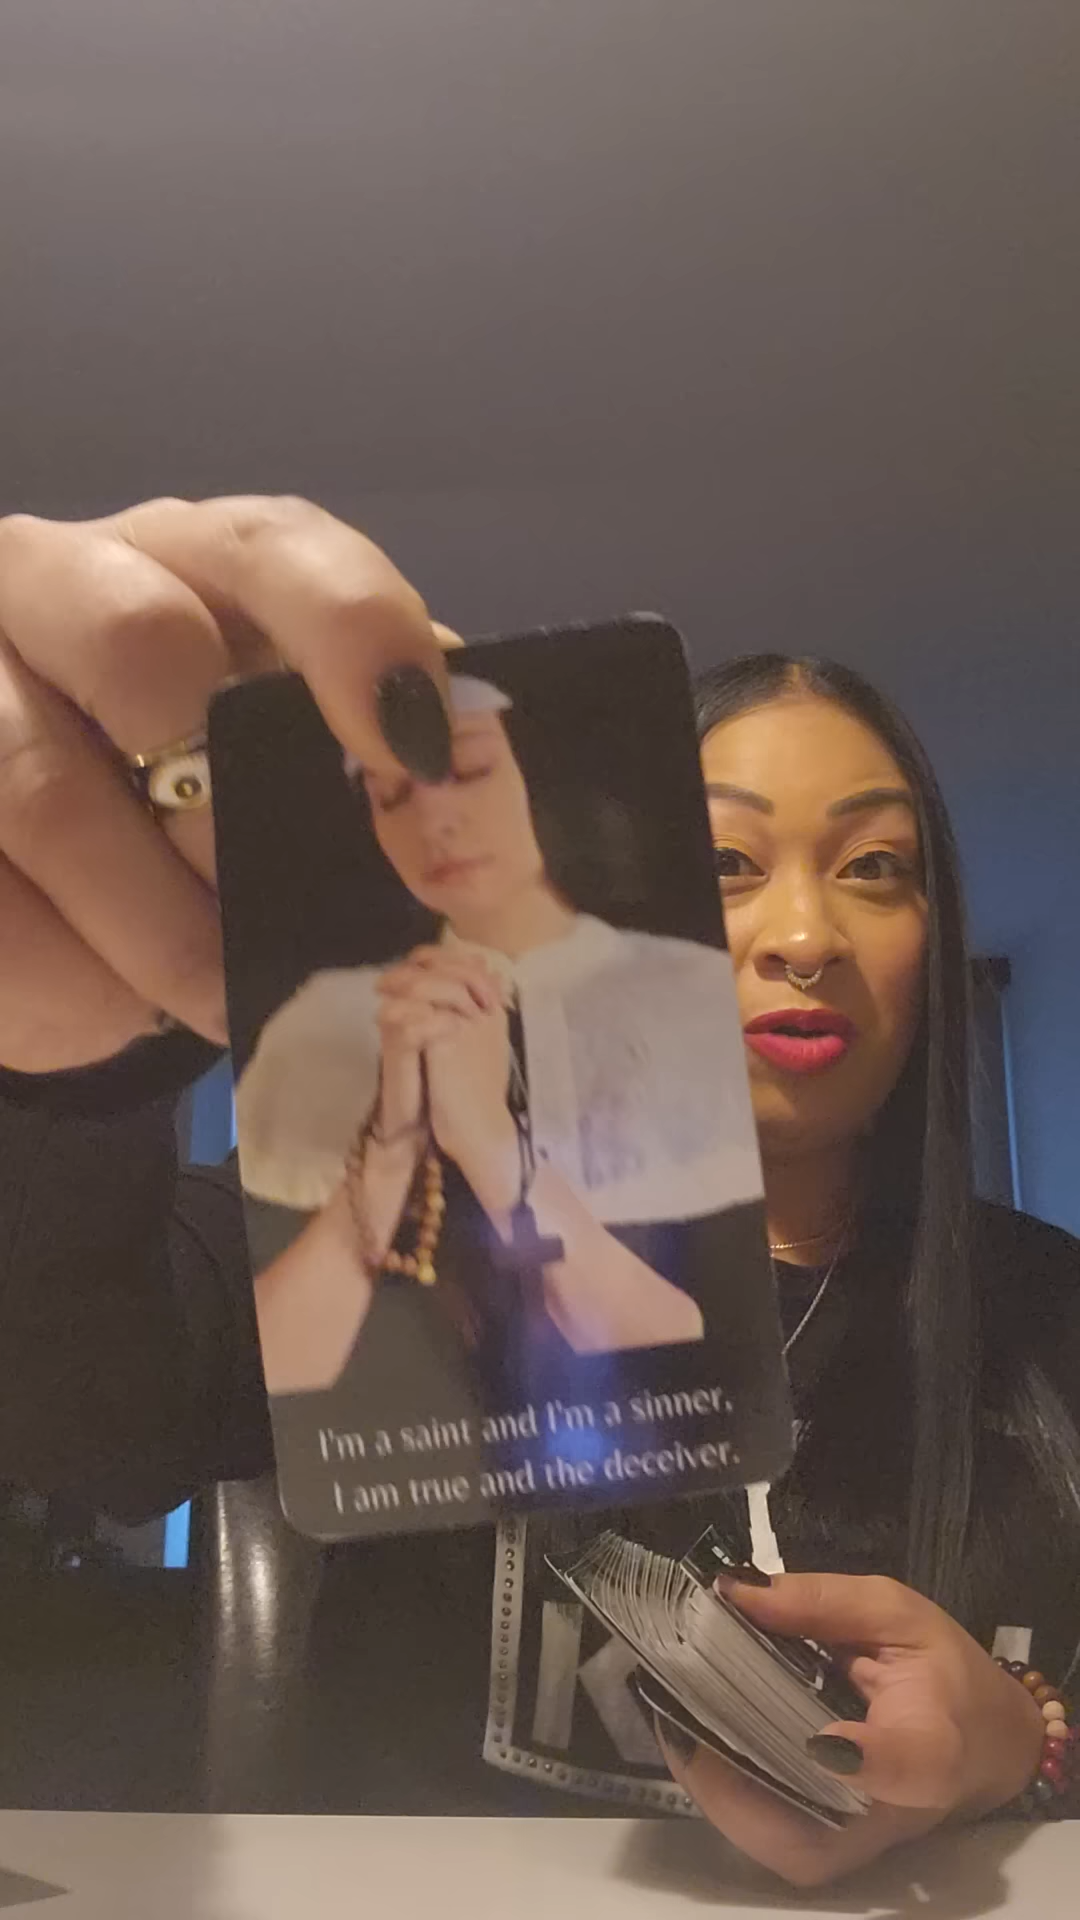 I'm a saint and I'm a sinner,
I am true and the deceiver.